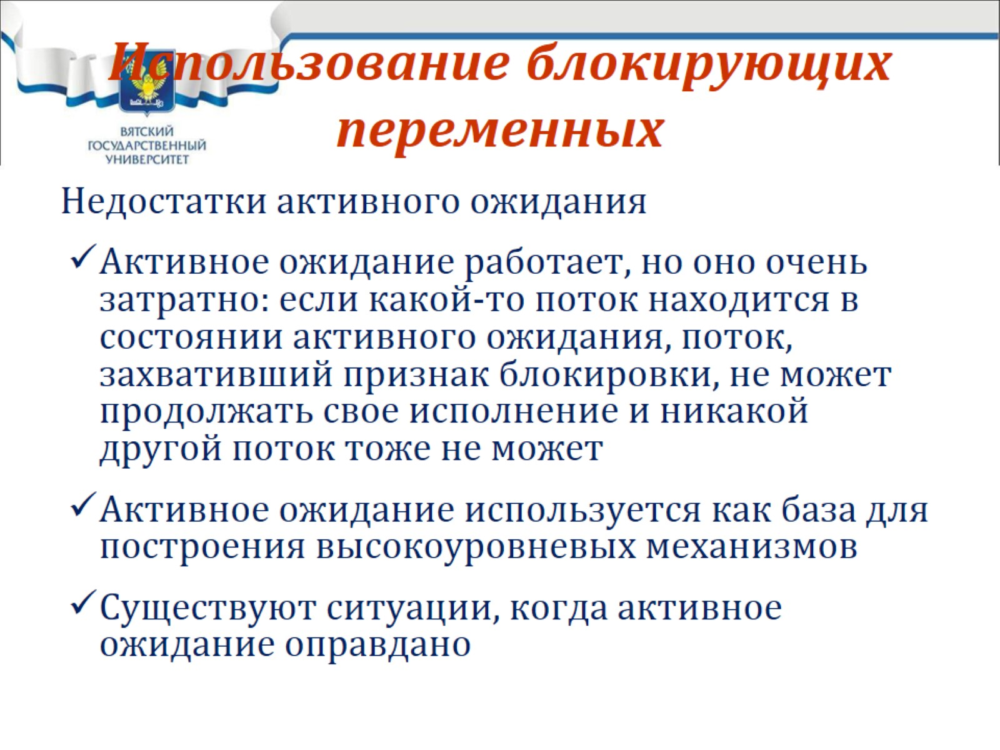 Использование блокирующих
переменных
ВЯТСКИЙ
ГОСУДАРСТВЕННЫЙ
УНИВЕРСИТЕТ
Недостатки активного ожидания
✓Активное ожидание работает, но оно очень
затратно: если какой-то поток находится в
состоянии активного ожидания, поток,
захвативший признак блокировки, не может
продолжать свое исполнение и никакой
другой поток тоже не может
✓Активное ожидание используется как база для
построения высокоуровневых механизмов
✓Существуют ситуации, когда активное
ожидание оправдано